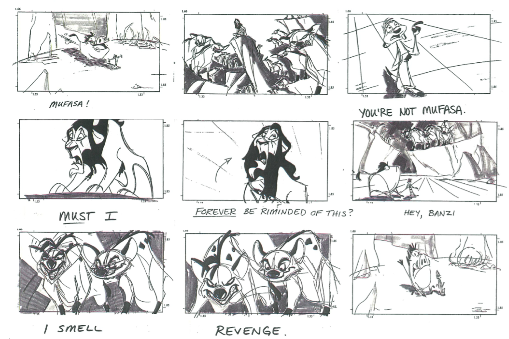 MUFASA!
YOU'RE NOT MUFASA.
MUST I
FOREVER BE RIMINDED OF THIS?
HEY, BANZI
I SMELL
REVENGE.